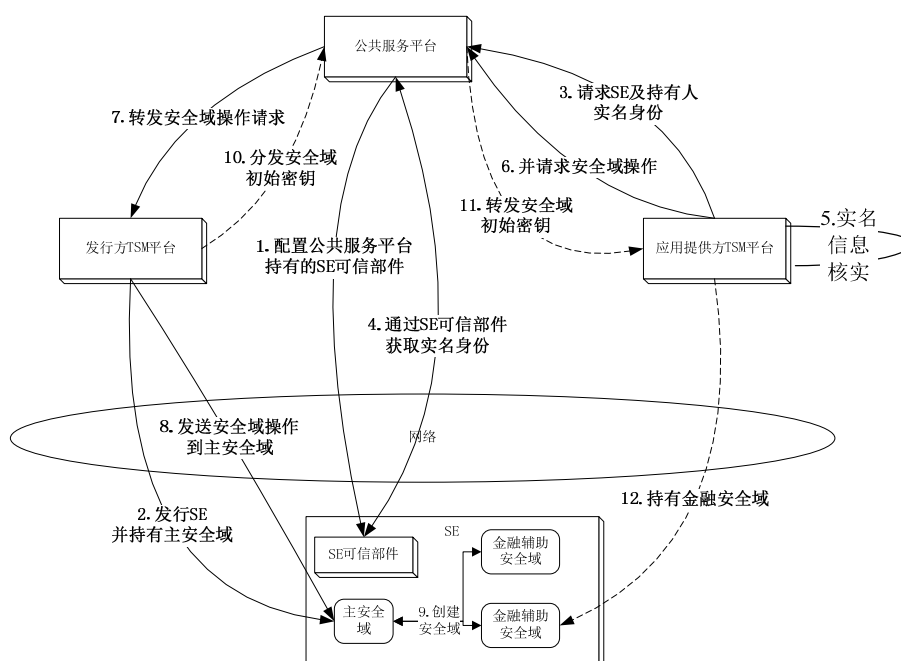 公共服务平台
3.请求SE及持有人
实名身份
7.转发安全域操作请求
10.分发安全域
初始密钥
6.并请求安全域操作
11.转发安全域
初始密钥
发行方TSM平台
1.配置公共服务平台
持有的SE可信部件
应用提供方TSM平台
5.实名
信息
核实
4.通过SE可信部件
获取实名身份
8.发送安全域操作
到主安全域
网络
2.发行SE
并持有主安全域
12.持有金融安全域
SE
SE可信部件
金融辅助
安全域
主安全
域
9.创建
安全域
金融辅助
安全域